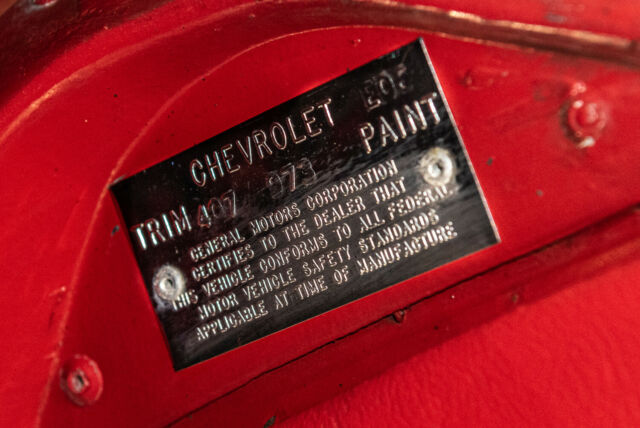 CHEVROLET
TRIM 407 973 PAINT
GENERAL MOTORS CORPORATION
CERTIFIES TO THE DEALER THAT
THIS VEHICLE CONFORMS TO ALL FEDERAL
MOTOR VEHICLE SAFETY STANDARDS
APPLICABLE AT TIME OF MANUFACTURE